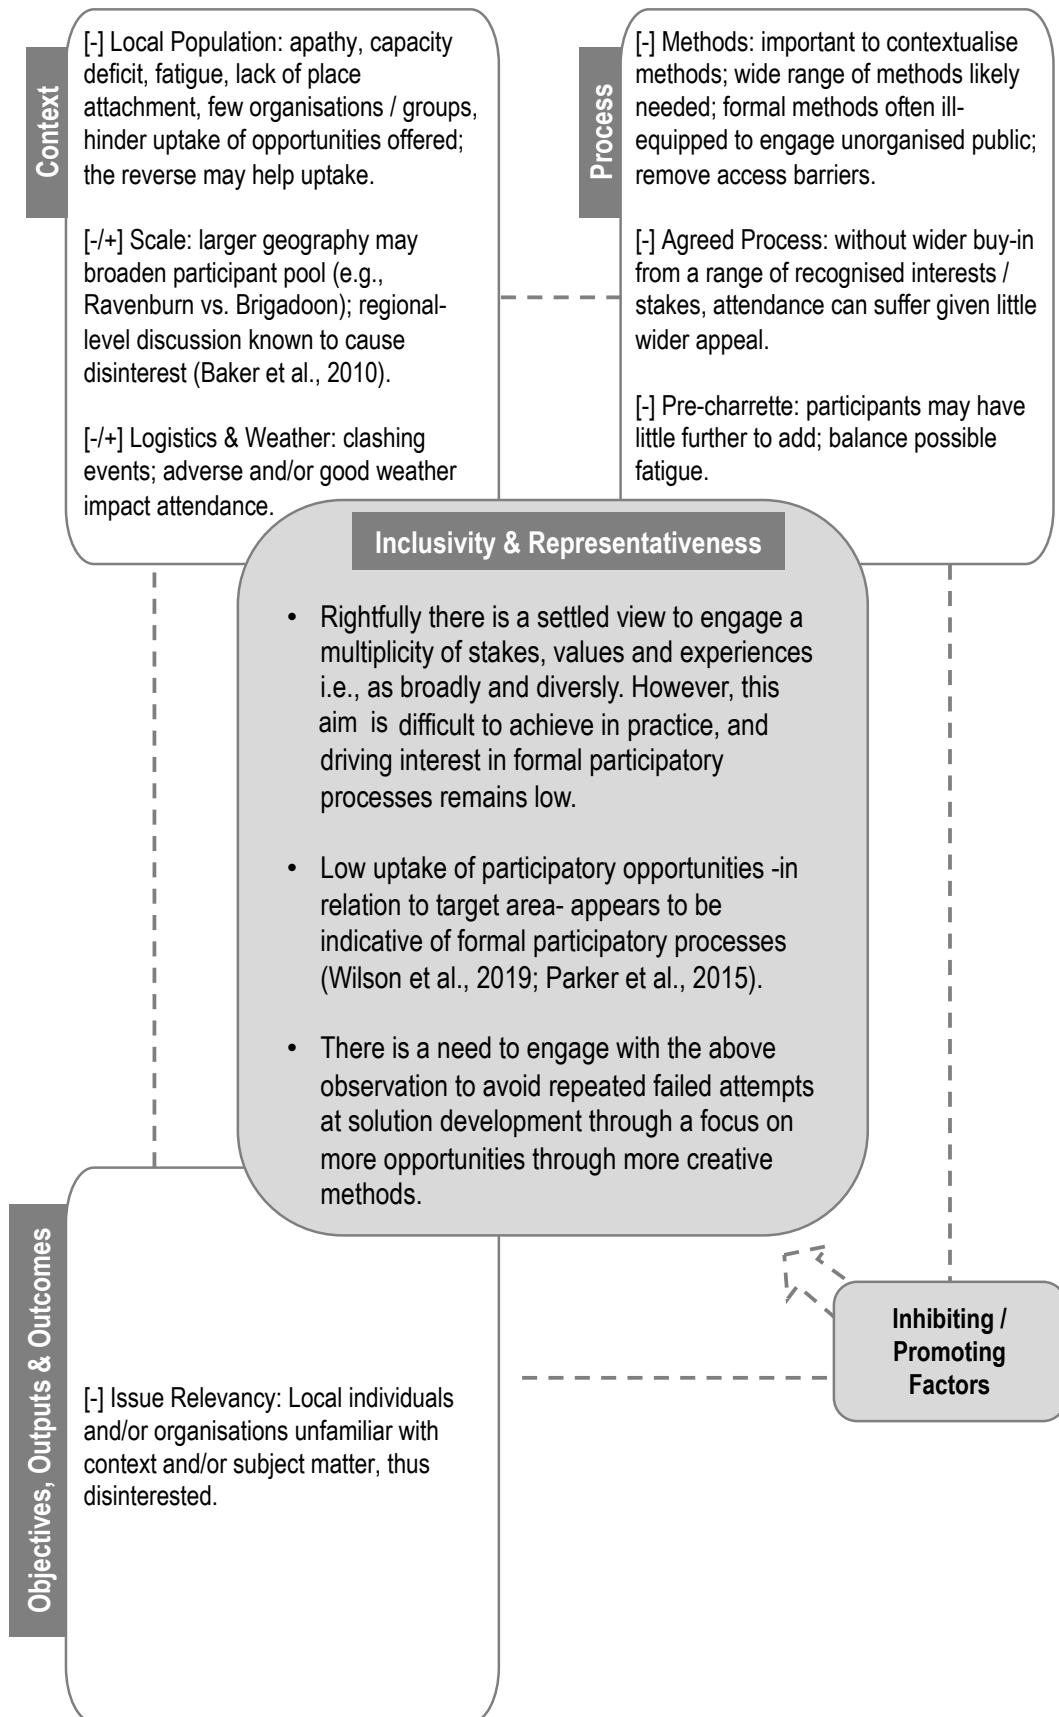 Context
[-] Local Population: apathy, capacity
deficit, fatigue, lack of place
attachment, few organisations / groups,
hinder uptake of opportunities offered;
the reverse may help uptake.
[-/+] Scale: larger geography may
broaden participant pool (e.g.,
Ravenburn vs. Brigadoon); regional-
level discussion known to cause
disinterest (Baker et al., 2010).
[-/+] Logistics & Weather: clashing
events; adverse and/or good weather
impact attendance.
Process
[-] Methods: important to contextualise
methods; wide range of methods likely
needed; formal methods often ill-
equipped to engage unorganised public;
remove access barriers.
[-] Agreed Process: without wider buy-in
from a range of recognised interests /
stakes, attendance can suffer given little
wider appeal.
[-] Pre-charrette: participants may have
little further to add; balance possible
fatigue.
Inclusivity & Representativeness
• Rightfully there is a settled view to engage a
multiplicity of stakes, values and experiences
i.e., as broadly and diversly. However, this
aim is difficult to achieve in practice, and
driving interest in formal participatory
processes remains low.
• Low uptake of participatory opportunities -in
relation to target area- appears to be
indicative of formal participatory processes
(Wilson et al., 2019; Parker et al., 2015).
• There is a need to engage with the above
observation to avoid repeated failed attempts
at solution development through a focus on
more opportunities through more creative
methods.
Objectives, Outputs & Outcomes
[-] Issue Relevancy: Local individuals
and/or organisations unfamiliar with
context and/or subject matter, thus
disinterested.
Inhibiting /
Promoting
Factors